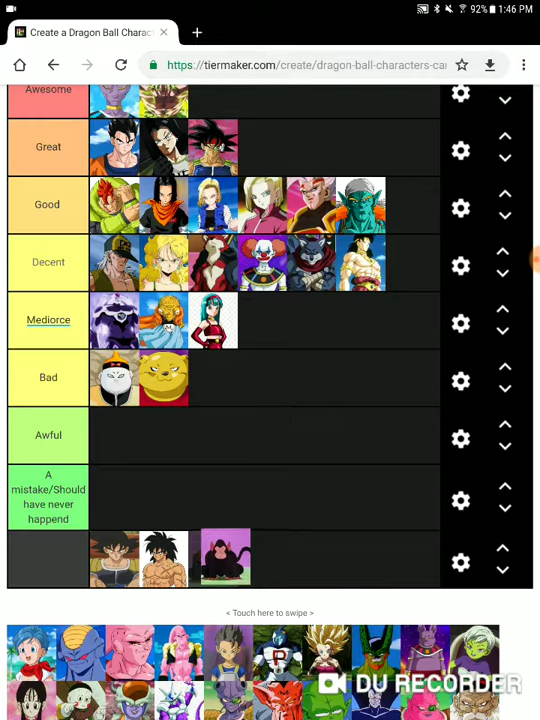 92% 1:46 PM
Create a Dragon Ball Charac
https://tiermaker.com/create/dragon-ball-characters-car
Awesome
Great
Good
Decent
Mediorce
Bad
Awful
A
mistake/Should
have never
happend
< Touch here to swipe >
DU RECORDER